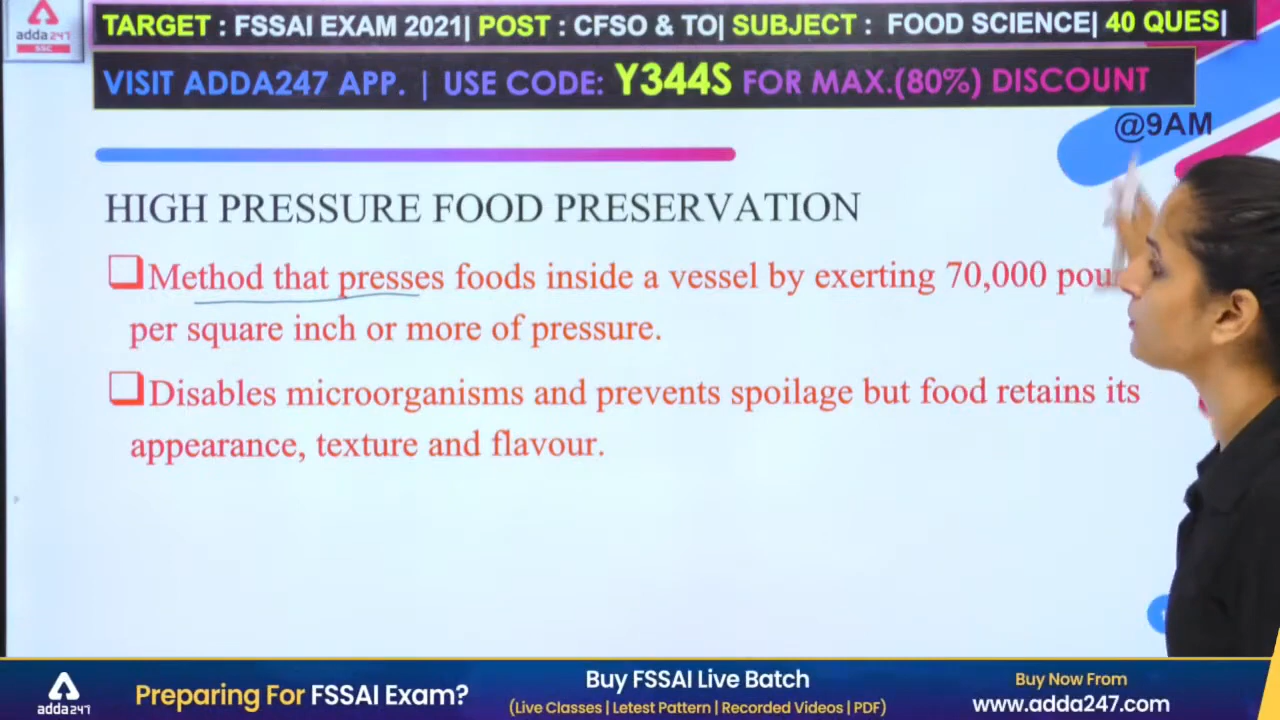 adda247
SSC
TARGET : FSSAI EXAM 2021| POST : CFSO & TO| SUBJECT : FOOD SCIENCE| 40 QUES|
VISIT ADDA247 APP. | USE CODE: Y344S FOR MAX.(80%) DISCOUNT
@9AM
HIGH PRESSURE FOOD PRESERVATION
Method that presses foods inside a vessel by exerting 70,000
per square inch or more of pressure.
Disables microorganisms and prevents spoilage but food retains its
appearance, texture and flavour.
adda247
Preparing For FSSAI Exam?
Buy FSSAI Live Batch
(Live Classes | Letest Pattern | Recorded Videos | PDF)
Buy Now From
www.adda247.com